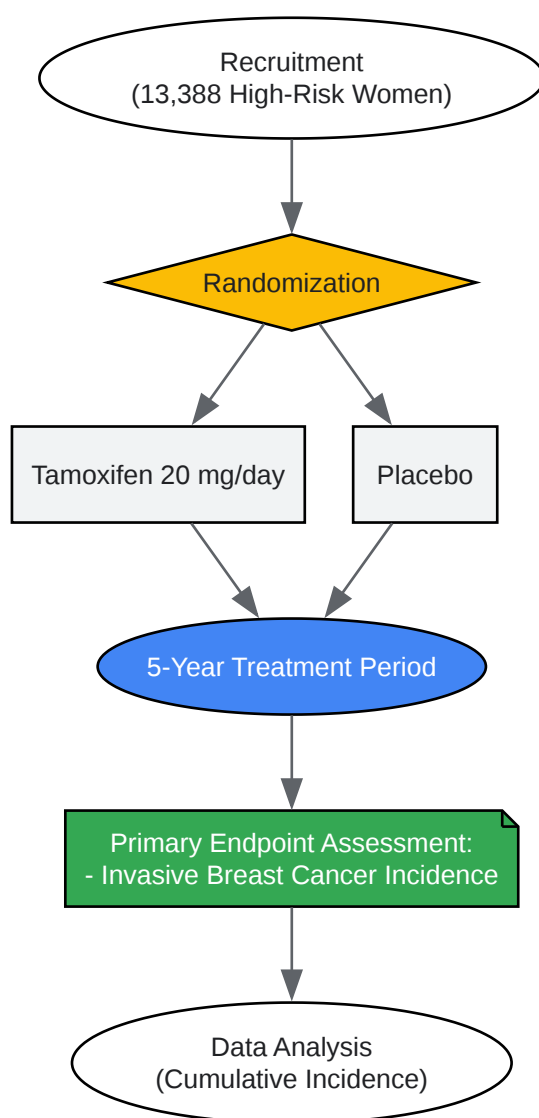 Recruitment
(13,388 High-Risk Women)
Randomization
Tamoxifen 20 mg/day
Placebo
5-Year Treatment Period
Primary Endpoint Assessment:
- Invasive Breast Cancer Incidence
Data Analysis
(Cumulative Incidence)